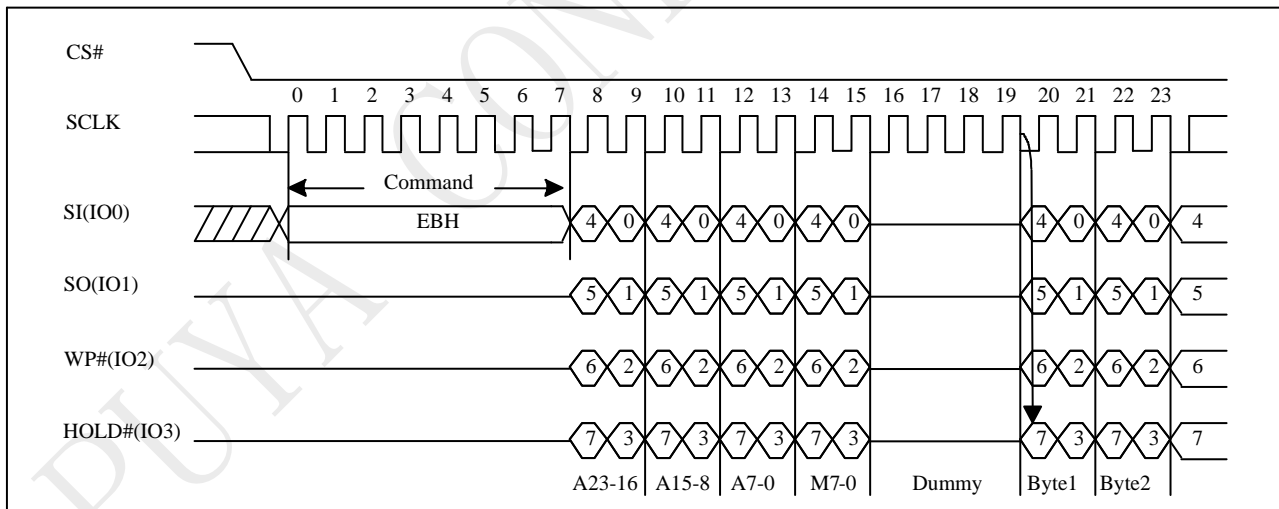 CS#
0 1 2 3 4 5 6 7 8 9 10 11 12 13 14 15 16 17 18 19 20 21 22 23
SCLK
Command
SI(IO0) EBH 4 0 4 0 4 0 4 0 4 0 4 0 4
SO(IO1) 5 1 5 1 5 1 5 1 5 1 5 1 5
WP#(IO2) 6 2 6 2 6 2 6 2 6 2 6 2 6
HOLD#(IO3) 7 3 7 3 7 3 7 3 7 3 7 3 7
A23-16 A15-8 A7-0 M7-0 Dummy Byte1 Byte2
PUYA CON